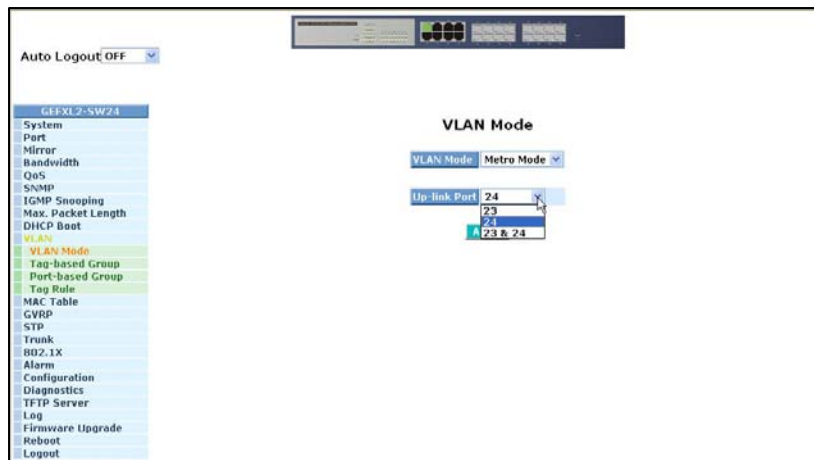 Auto Logout OFF
GEFXL2-SW24
System
Port
Mirror
Bandwidth
QoS
SNMP
IGMP Snooping
Max. Packet Length
DHCP Boot
VLAN
VLAN Mode
Tag-based Group
Port-based Group
Tag Rule
MAC Table
GVRP
STP
Trunk
802.1X
Alarm
Configuration
Diagnostics
TFTP Server
Log
Firmware Upgrade
Reboot
Logout
VLAN Mode
VLAN Mode Metro Mode
Up-link Port 24
23
24
23 & 24